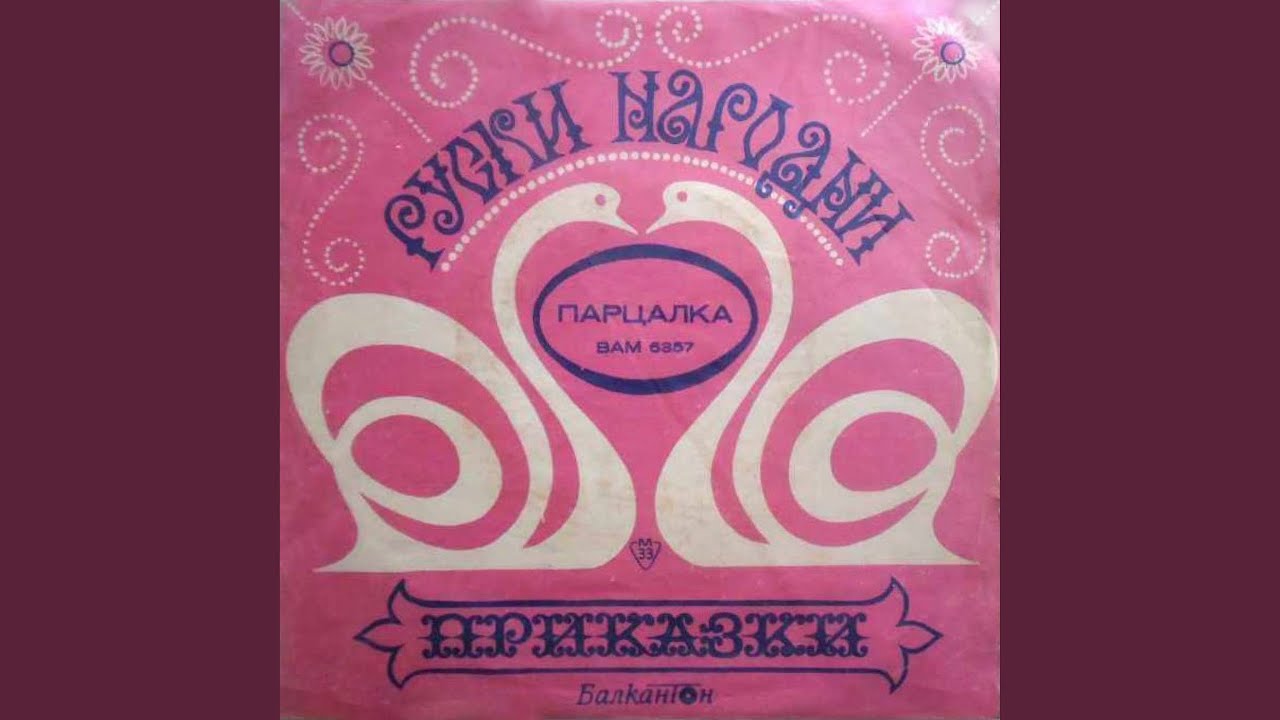 РУСКИ НАРОДНИ
ПАРЦАЛКА
ВАМ 6357
М
33
ПРИКАЗКИ
Балкантон